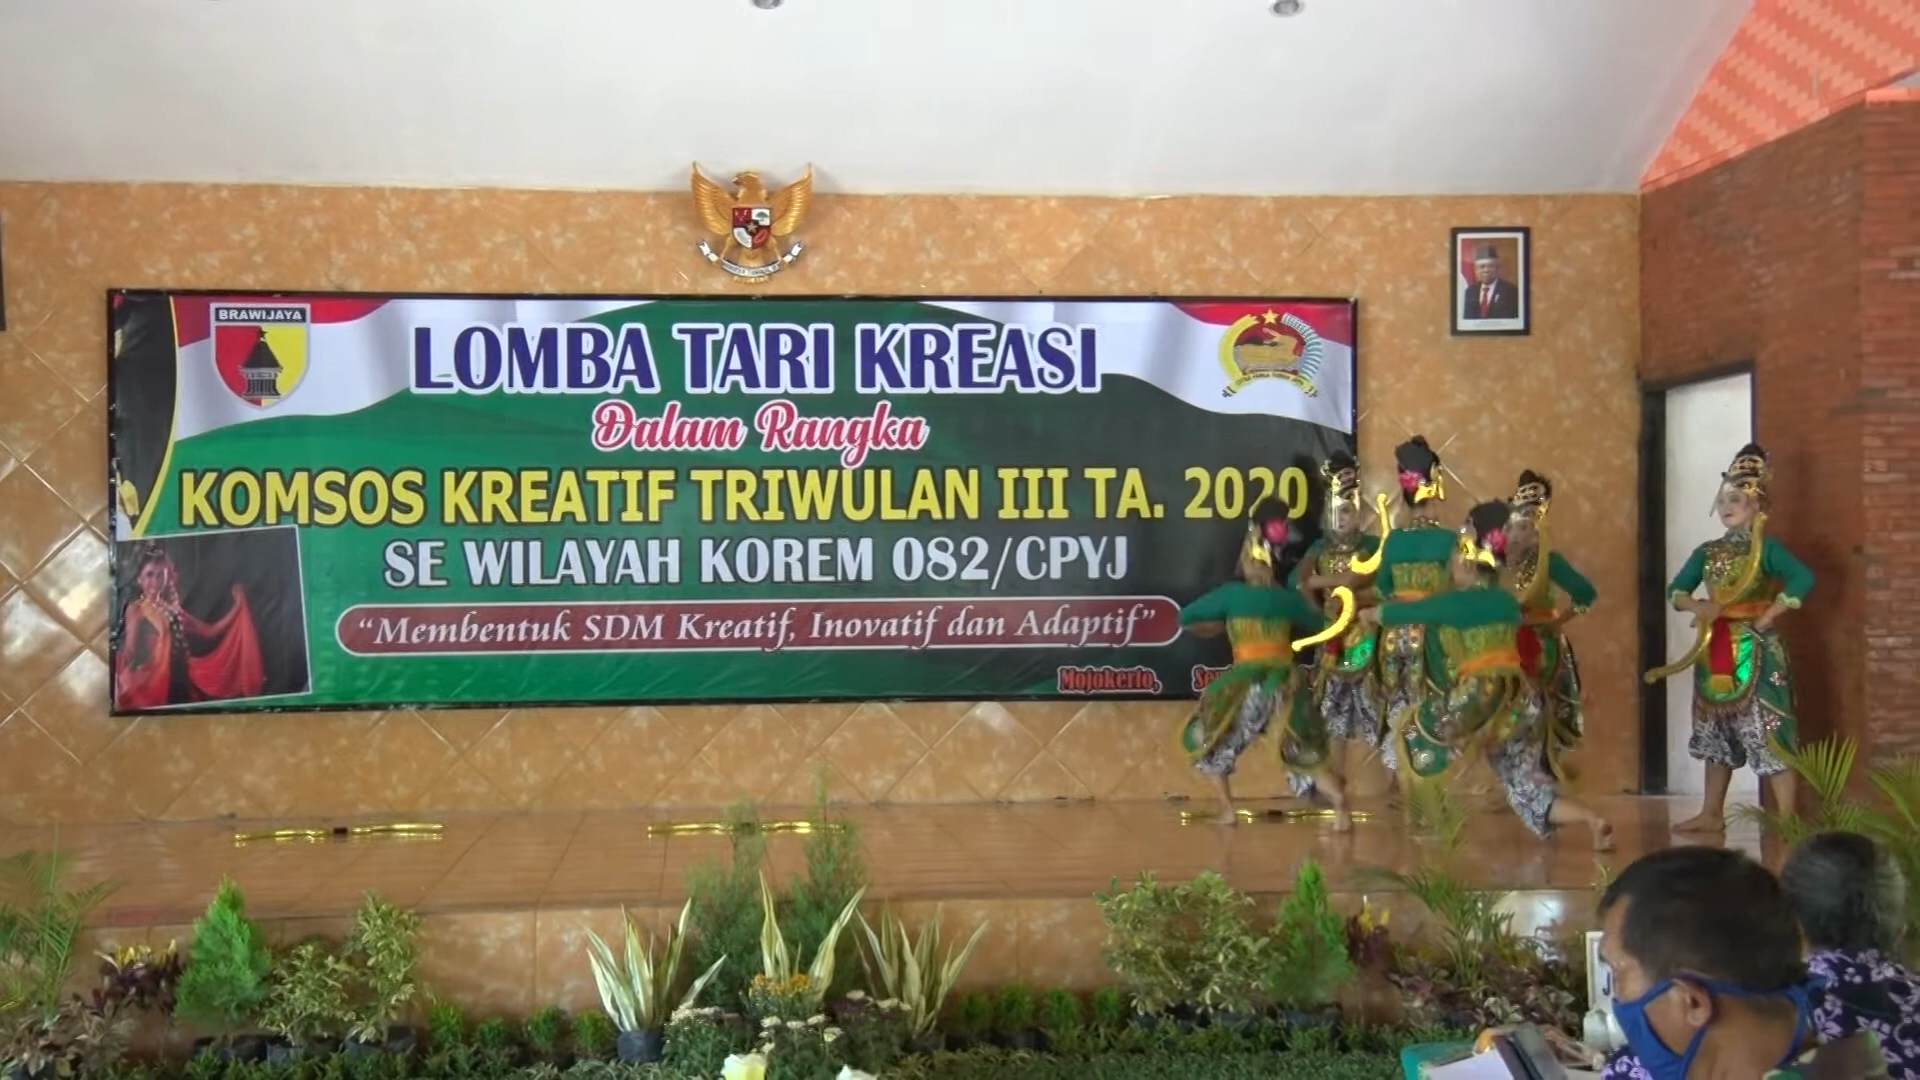 BRAWIJAYA
LOMBA TARI KREASI
Dalam Rangka
KOMSOS KREATIF TRIWULAN III TA. 2020
SE WILAYAH KOREM 082/CPYJ
“Membentuk SDM Kreatif, Inovatif dan Adaptif”
Mojokerto,